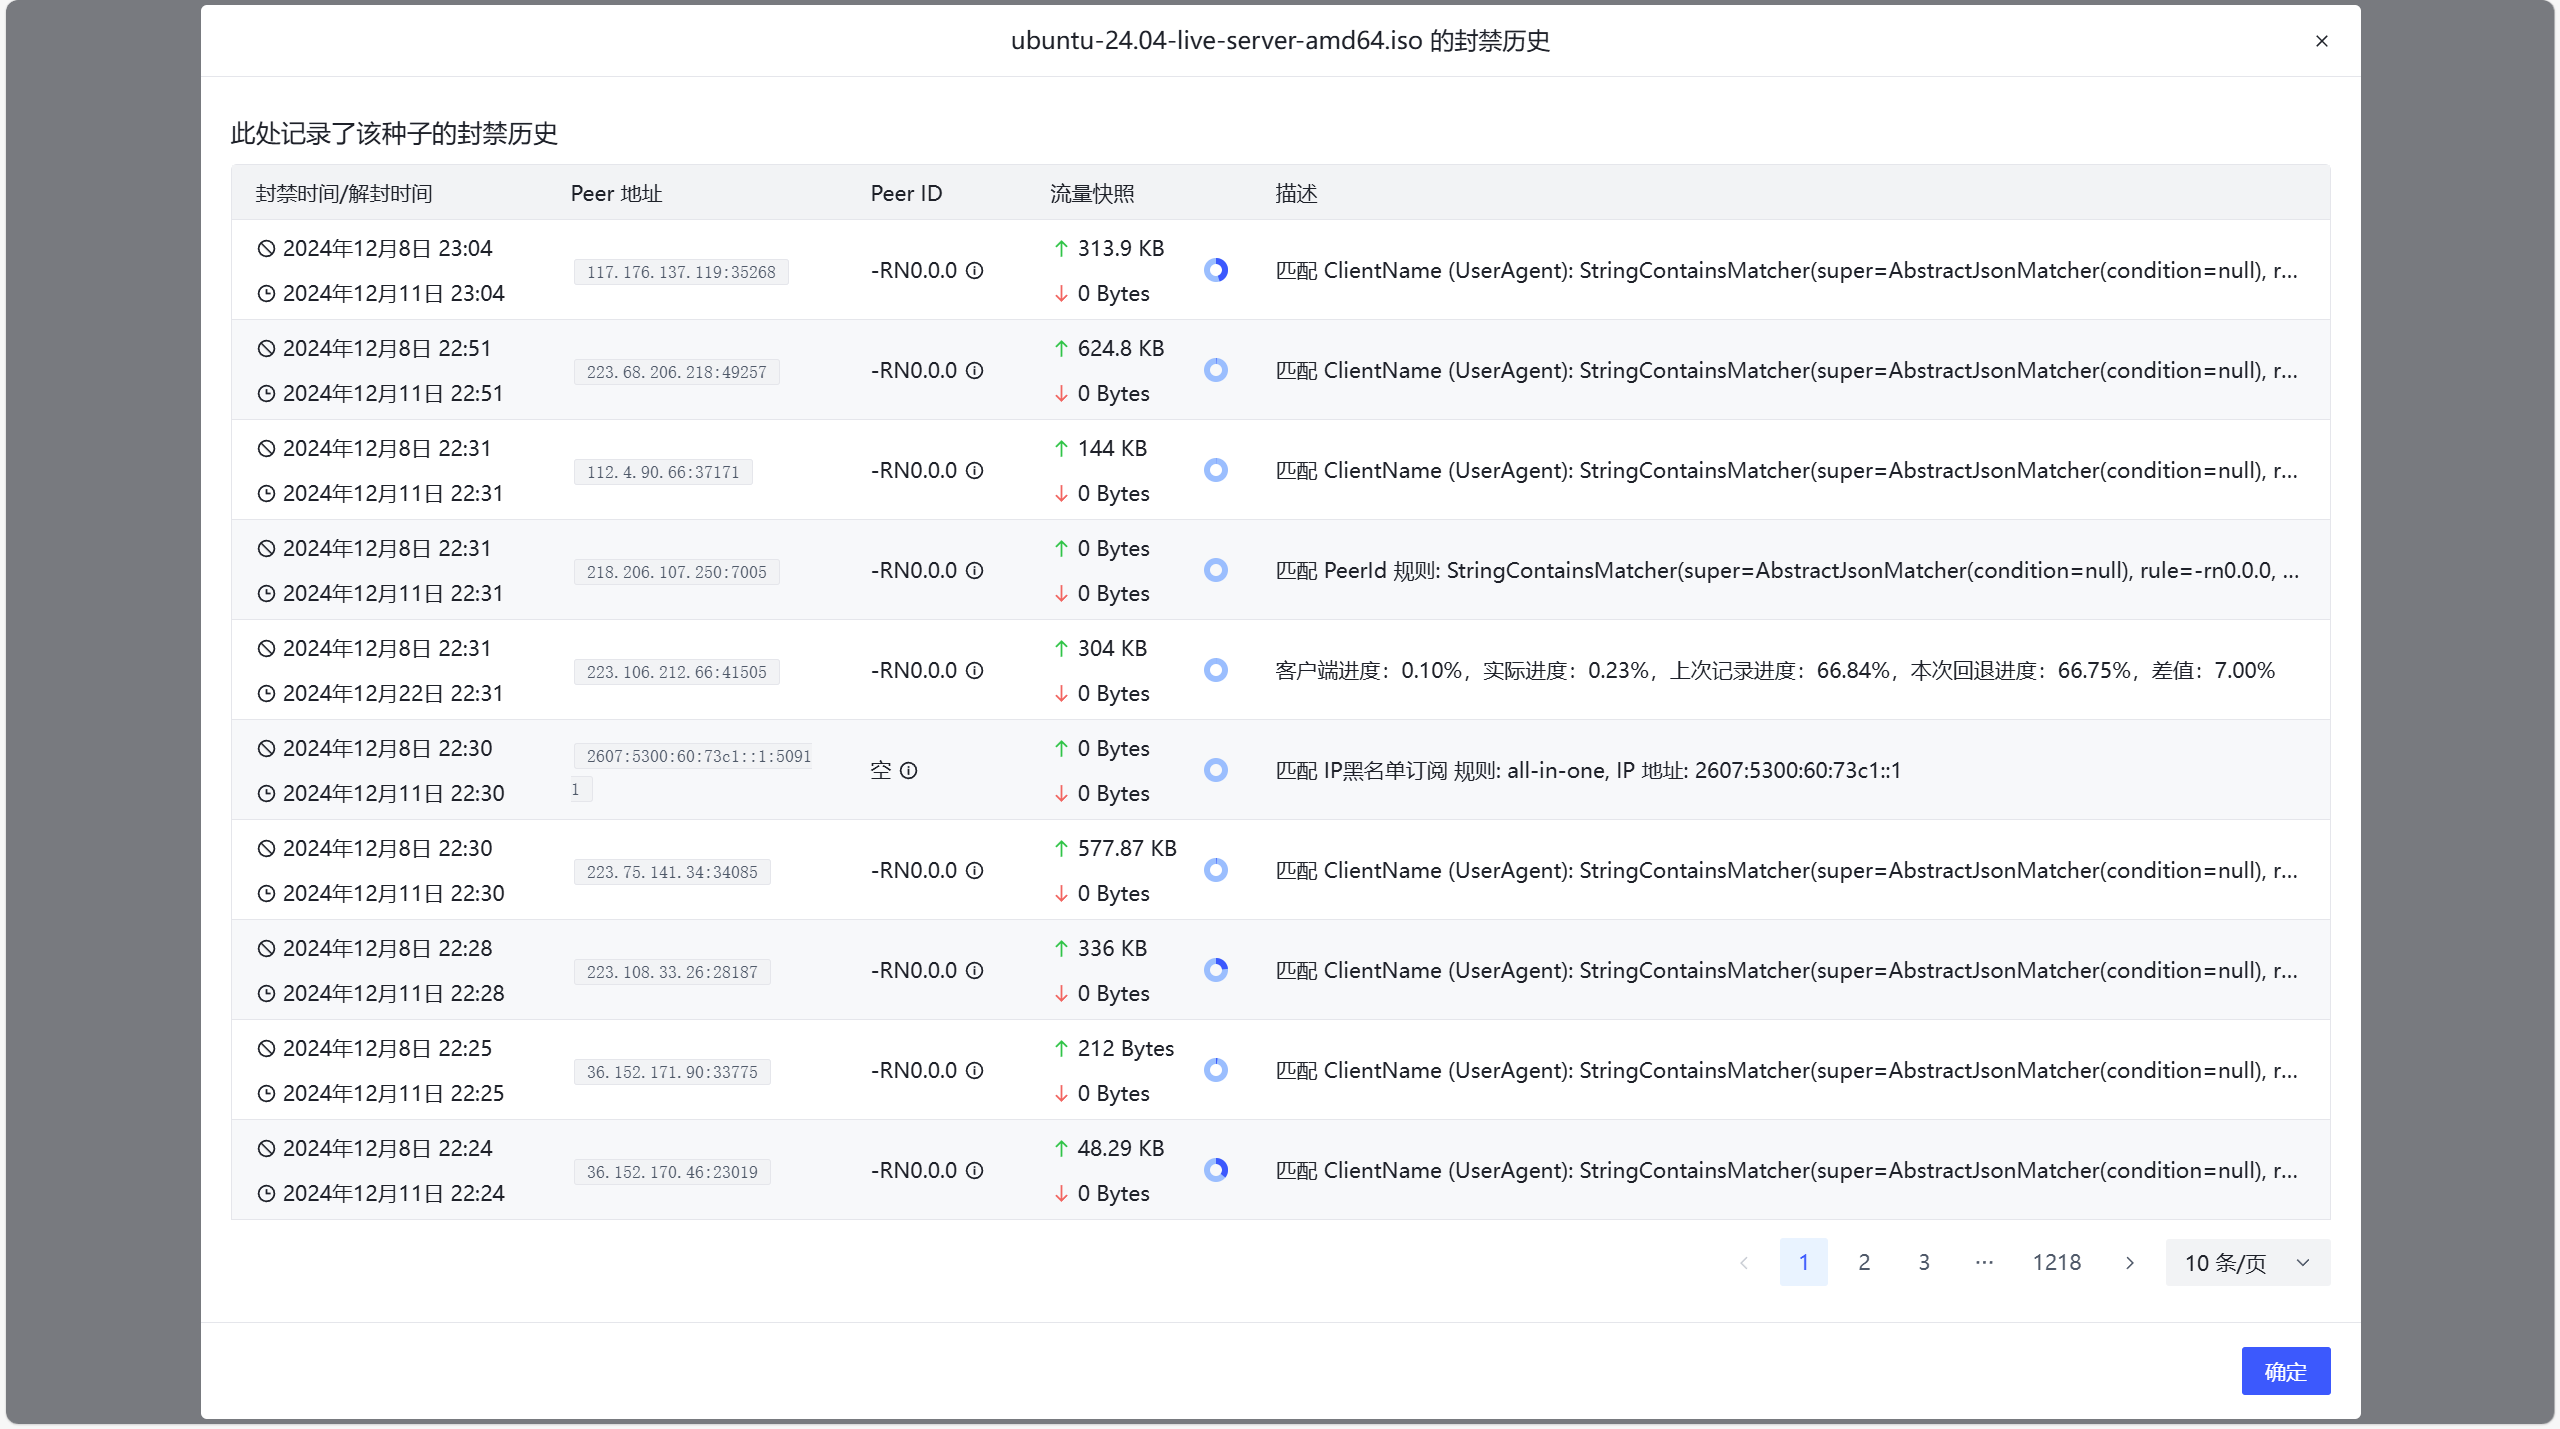 ubuntu-24.04-live-server-amd64.iso 的封禁历史
此处记录了该种子的封禁历史
封禁时间/解封时间 Peer 地址 Peer ID 流量快照 描述
2024年12月8日 23:04 313.9 KB
117.176.137.119:35268 -RN0.0.0 匹配 ClientName (UserAgent): StringContainsMatcher(super=AbstractJsonMatcher(condition=null), r...
2024年12月11日 23:04 0 Bytes
2024年12月8日 22:51 624.8 KB
223.68.206.218:49257 -RN0.0.0 匹配 ClientName (UserAgent): StringContainsMatcher(super=AbstractJsonMatcher(condition=null), r...
2024年12月11日 22:51 0 Bytes
2024年12月8日 22:31 144 KB
112.4.90.66:37171 -RN0.0.0 匹配 ClientName (UserAgent): StringContainsMatcher(super=AbstractJsonMatcher(condition=null), r...
2024年12月11日 22:31 0 Bytes
2024年12月8日 22:31 0 Bytes
218.206.107.250:7005 -RN0.0.0 匹配 PeerId 规则: StringContainsMatcher(super=AbstractJsonMatcher(condition=null), rule=-rn0.0.0, ...
2024年12月11日 22:31 0 Bytes
2024年12月8日 22:31 304 KB
223.106.212.66:41505 -RN0.0.0 客户端进度：0.10%，实际进度：0.23%，上次记录进度：66.84%，本次回退进度：66.75%，差值：7.00%
2024年12月22日 22:31 0 Bytes
2024年12月8日 22:30 0 Bytes
2607:5300:60:73c1::1:5091
空 匹配 IP黑名单订阅 规则: all-in-one, IP 地址: 2607:5300:60:73c1::1
1
2024年12月11日 22:30 0 Bytes
2024年12月8日 22:30 577.87 KB
223.75.141.34:34085 -RN0.0.0 匹配 ClientName (UserAgent): StringContainsMatcher(super=AbstractJsonMatcher(condition=null), r...
2024年12月11日 22:30 0 Bytes
2024年12月8日 22:28 336 KB
223.108.33.26:28187 -RN0.0.0 匹配 ClientName (UserAgent): StringContainsMatcher(super=AbstractJsonMatcher(condition=null), r...
2024年12月11日 22:28 0 Bytes
2024年12月8日 22:25 212 Bytes
36.152.171.90:33775 -RN0.0.0 匹配 ClientName (UserAgent): StringContainsMatcher(super=AbstractJsonMatcher(condition=null), r...
2024年12月11日 22:25 0 Bytes
2024年12月8日 22:24 48.29 KB
36.152.170.46:23019 -RN0.0.0 匹配 ClientName (UserAgent): StringContainsMatcher(super=AbstractJsonMatcher(condition=null), r...
2024年12月11日 22:24 0 Bytes
1 2 3 ··· 1218 10 条/页
确定